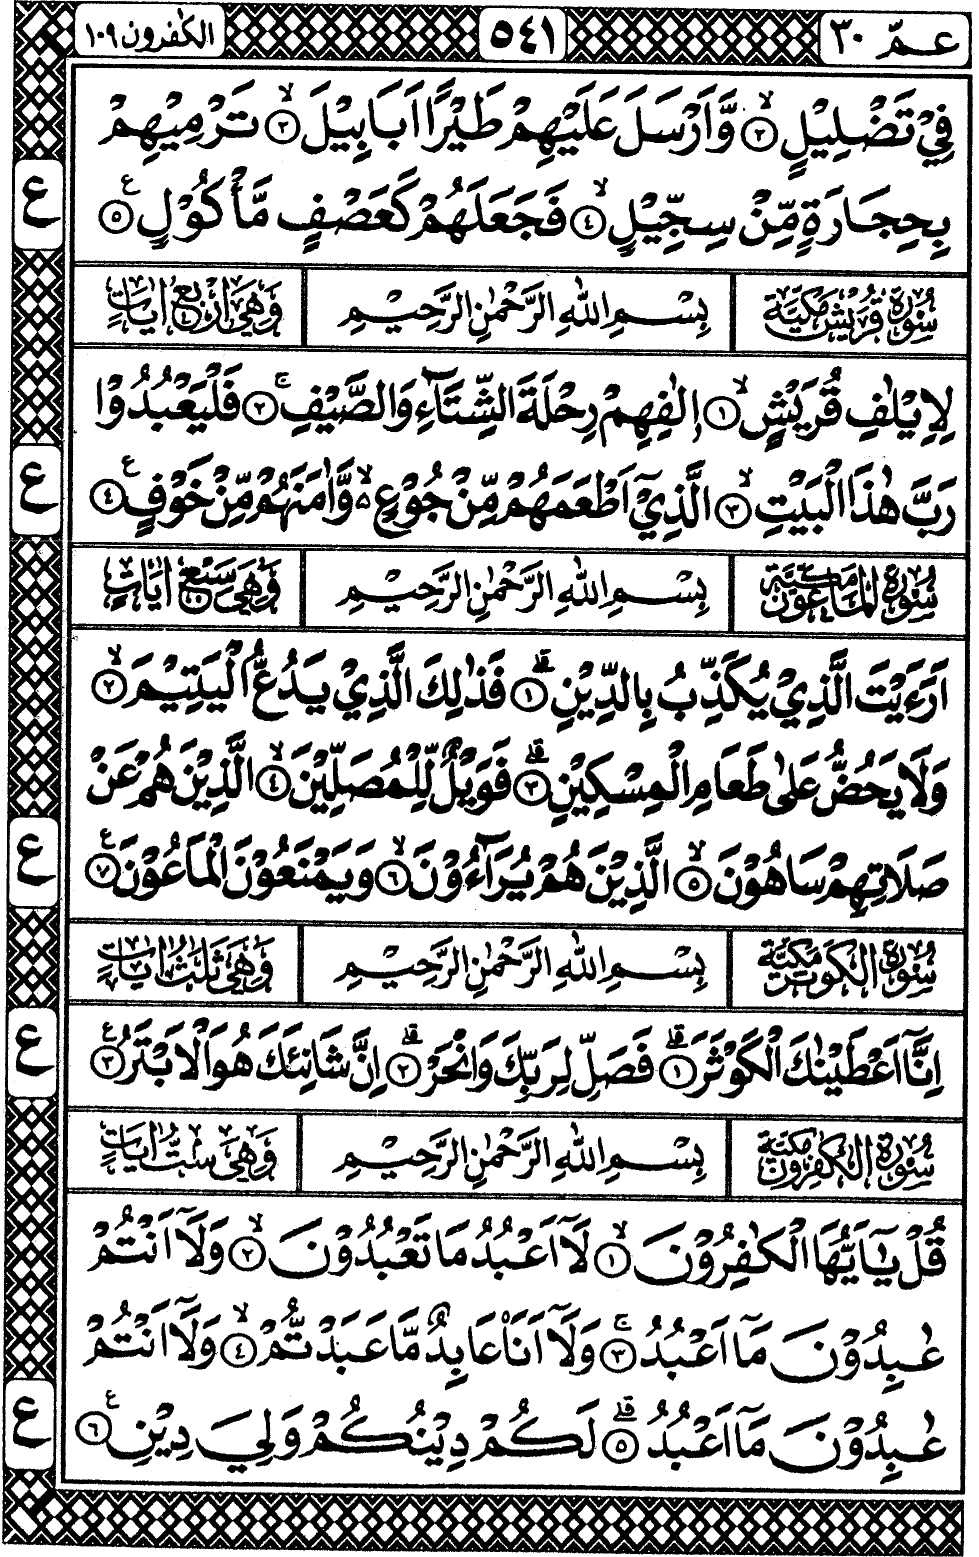 عمّ ٣٠ ٥٤١ الكٰفرون ١٠٩
فِيْ تَضْلِيْلٍ ۙ﴿٢﴾ وَّاَرْسَلَ عَلَيْهِمْ طَيْرًا اَبَابِيْلَ ۙ﴿٣﴾ تَرْمِيْهِمْ
بِحِجَارَةٍ مِّنْ سِجِّيْلٍ ۙ﴿٤﴾ فَجَعَلَهُمْ كَعَصْفٍ مَّاْكُوْلٍ ﴿٥﴾ ع
سُوْرَةُ قُرَيْشٍ مَكِّيَّةٌ بِسْمِ اللّٰهِ الرَّحْمٰنِ الرَّحِيْمِ وَهِيَ اَرْبَعُ اٰيَاتٍ
لِاِيْلٰفِ قُرَيْشٍ ۙ﴿١﴾ اٖلٰفِهِمْ رِحْلَةَ الشِّتَآءِ وَالصَّيْفِ ۚ﴿٢﴾ فَلْيَعْبُدُوْا
رَبَّ هٰذَا الْبَيْتِ ۙ﴿٣﴾ الَّذِيْٓ اَطْعَمَهُمْ مِّنْ جُوْعٍ ۙ۬ وَّاٰمَنَهُمْ مِّنْ خَوْفٍ ﴿٤﴾ ع
سُوْرَةُ الْمَاعُوْنِ مَكِّيَّةٌ بِسْمِ اللّٰهِ الرَّحْمٰنِ الرَّحِيْمِ وَهِيَ سَبْعُ اٰيَاتٍ
اَرَءَيْتَ الَّذِيْ يُكَذِّبُ بِالدِّيْنِ ؕ﴿١﴾ فَذٰلِكَ الَّذِيْ يَدُعُّ الْيَتِيْمَ ۙ﴿٢﴾
وَلَا يَحُضُّ عَلٰى طَعَامِ الْمِسْكِيْنِ ؕ﴿٣﴾ فَوَيْلٌ لِّلْمُصَلِّيْنَ ۙ﴿٤﴾ الَّذِيْنَ هُمْ عَنْ
صَلَاتِهِمْ سَاهُوْنَ ۙ﴿٥﴾ الَّذِيْنَ هُمْ يُرَآءُوْنَ ۙ﴿٦﴾ وَيَمْنَعُوْنَ الْمَاعُوْنَ ﴿٧﴾ ع
سُوْرَةُ الْكَوْثَرِ مَكِّيَّةٌ بِسْمِ اللّٰهِ الرَّحْمٰنِ الرَّحِيْمِ وَهِيَ ثَلٰثُ اٰيَاتٍ
اِنَّآ اَعْطَيْنٰكَ الْكَوْثَرَ ؕ﴿١﴾ فَصَلِّ لِرَبِّكَ وَانْحَرْ ؕ﴿٢﴾ اِنَّ شَانِئَكَ هُوَ الْاَبْتَرُ ﴿٣﴾ ع
سُوْرَةُ الْكٰفِرُوْنَ مَكِّيَّةٌ بِسْمِ اللّٰهِ الرَّحْمٰنِ الرَّحِيْمِ وَهِيَ سِتُّ اٰيَاتٍ
قُلْ يٰٓاَيُّهَا الْكٰفِرُوْنَ ۙ﴿١﴾ لَآ اَعْبُدُ مَا تَعْبُدُوْنَ ۙ﴿٢﴾ وَلَآ اَنْتُمْ
عٰبِدُوْنَ مَآ اَعْبُدُ ۚ﴿٣﴾ وَلَآ اَنَا عَابِدٌ مَّا عَبَدْتُّمْ ۙ﴿٤﴾ وَلَآ اَنْتُمْ
عٰبِدُوْنَ مَآ اَعْبُدُ ؕ﴿٥﴾ لَكُمْ دِيْنُكُمْ وَلِيَ دِيْنِ ﴿٦﴾ ع